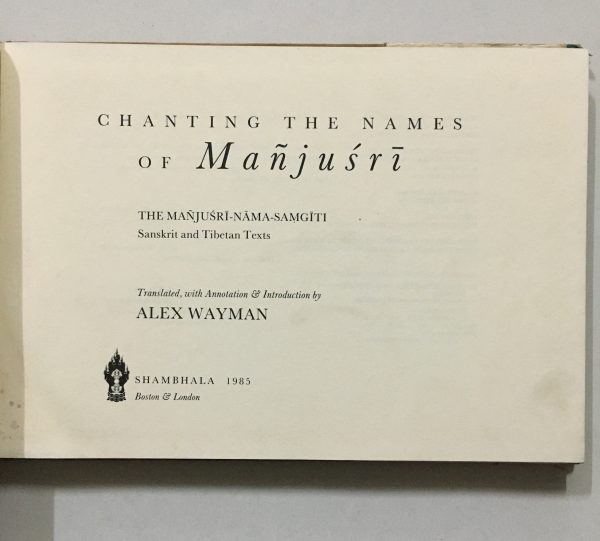 CHANTING THE NAMES
OF Mañjuśrī
THE MAÑJUŚRĪ-NĀMA-SAMGĪTI
Sanskrit and Tibetan Texts
Translated, with Annotation & Introduction by
ALEX WAYMAN
SHAMBHALA 1985
Boston & London